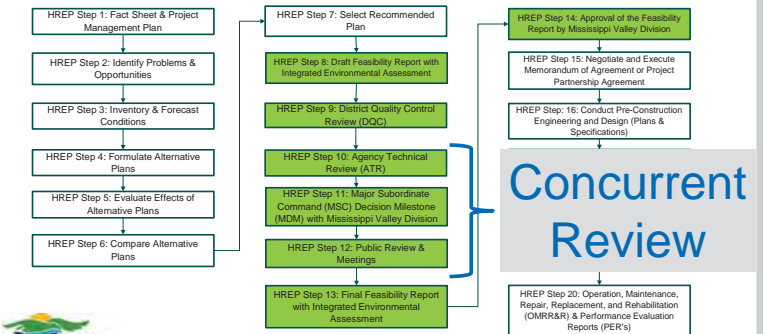 HREP Step 1: Fact Sheet & Project
Management Plan
HREP Step 2: Identify Problems &
Opportunities
HREP Step 3: Inventory & Forecast
Conditions
HREP Step 4: Formulate Alternative
Plans
HREP Step 5: Evaluate Effects of
Alternative Plans
HREP Step 6: Compare Alternative
Plans
HREP Step 7: Select Recommended
Plan
HREP Step 8: Draft Feasibility Report with
Integrated Environmental Assessment
HREP Step 9: District Quality Control
Review (DQC)
HREP Step 10: Agency Technical
Review (ATR)
HREP Step 11: Major Subordinate
Command (MSC) Decision Milestone
(MDM) with Mississippi Valley Division
HREP Step 12: Public Review &
Meetings
HREP Step 13: Final Feasibility Report
with Integrated Environmental
Assessment
HREP Step 14: Approval of the Feasibility
Report by Mississippi Valley Division
HREP Step 15: Negotiate and Execute
Memorandum of Agreement or Project
Partnership Agreement
HREP Step: 16: Conduct Pre-Construction
Engineering and Design (Plans &
Specifications)
Concurrent
Review
HREP Step 20: Operation, Maintenance,
Repair, Replacement, and Rehabilitation
(OMRR&R) & Performance Evaluation
Reports (PER's)